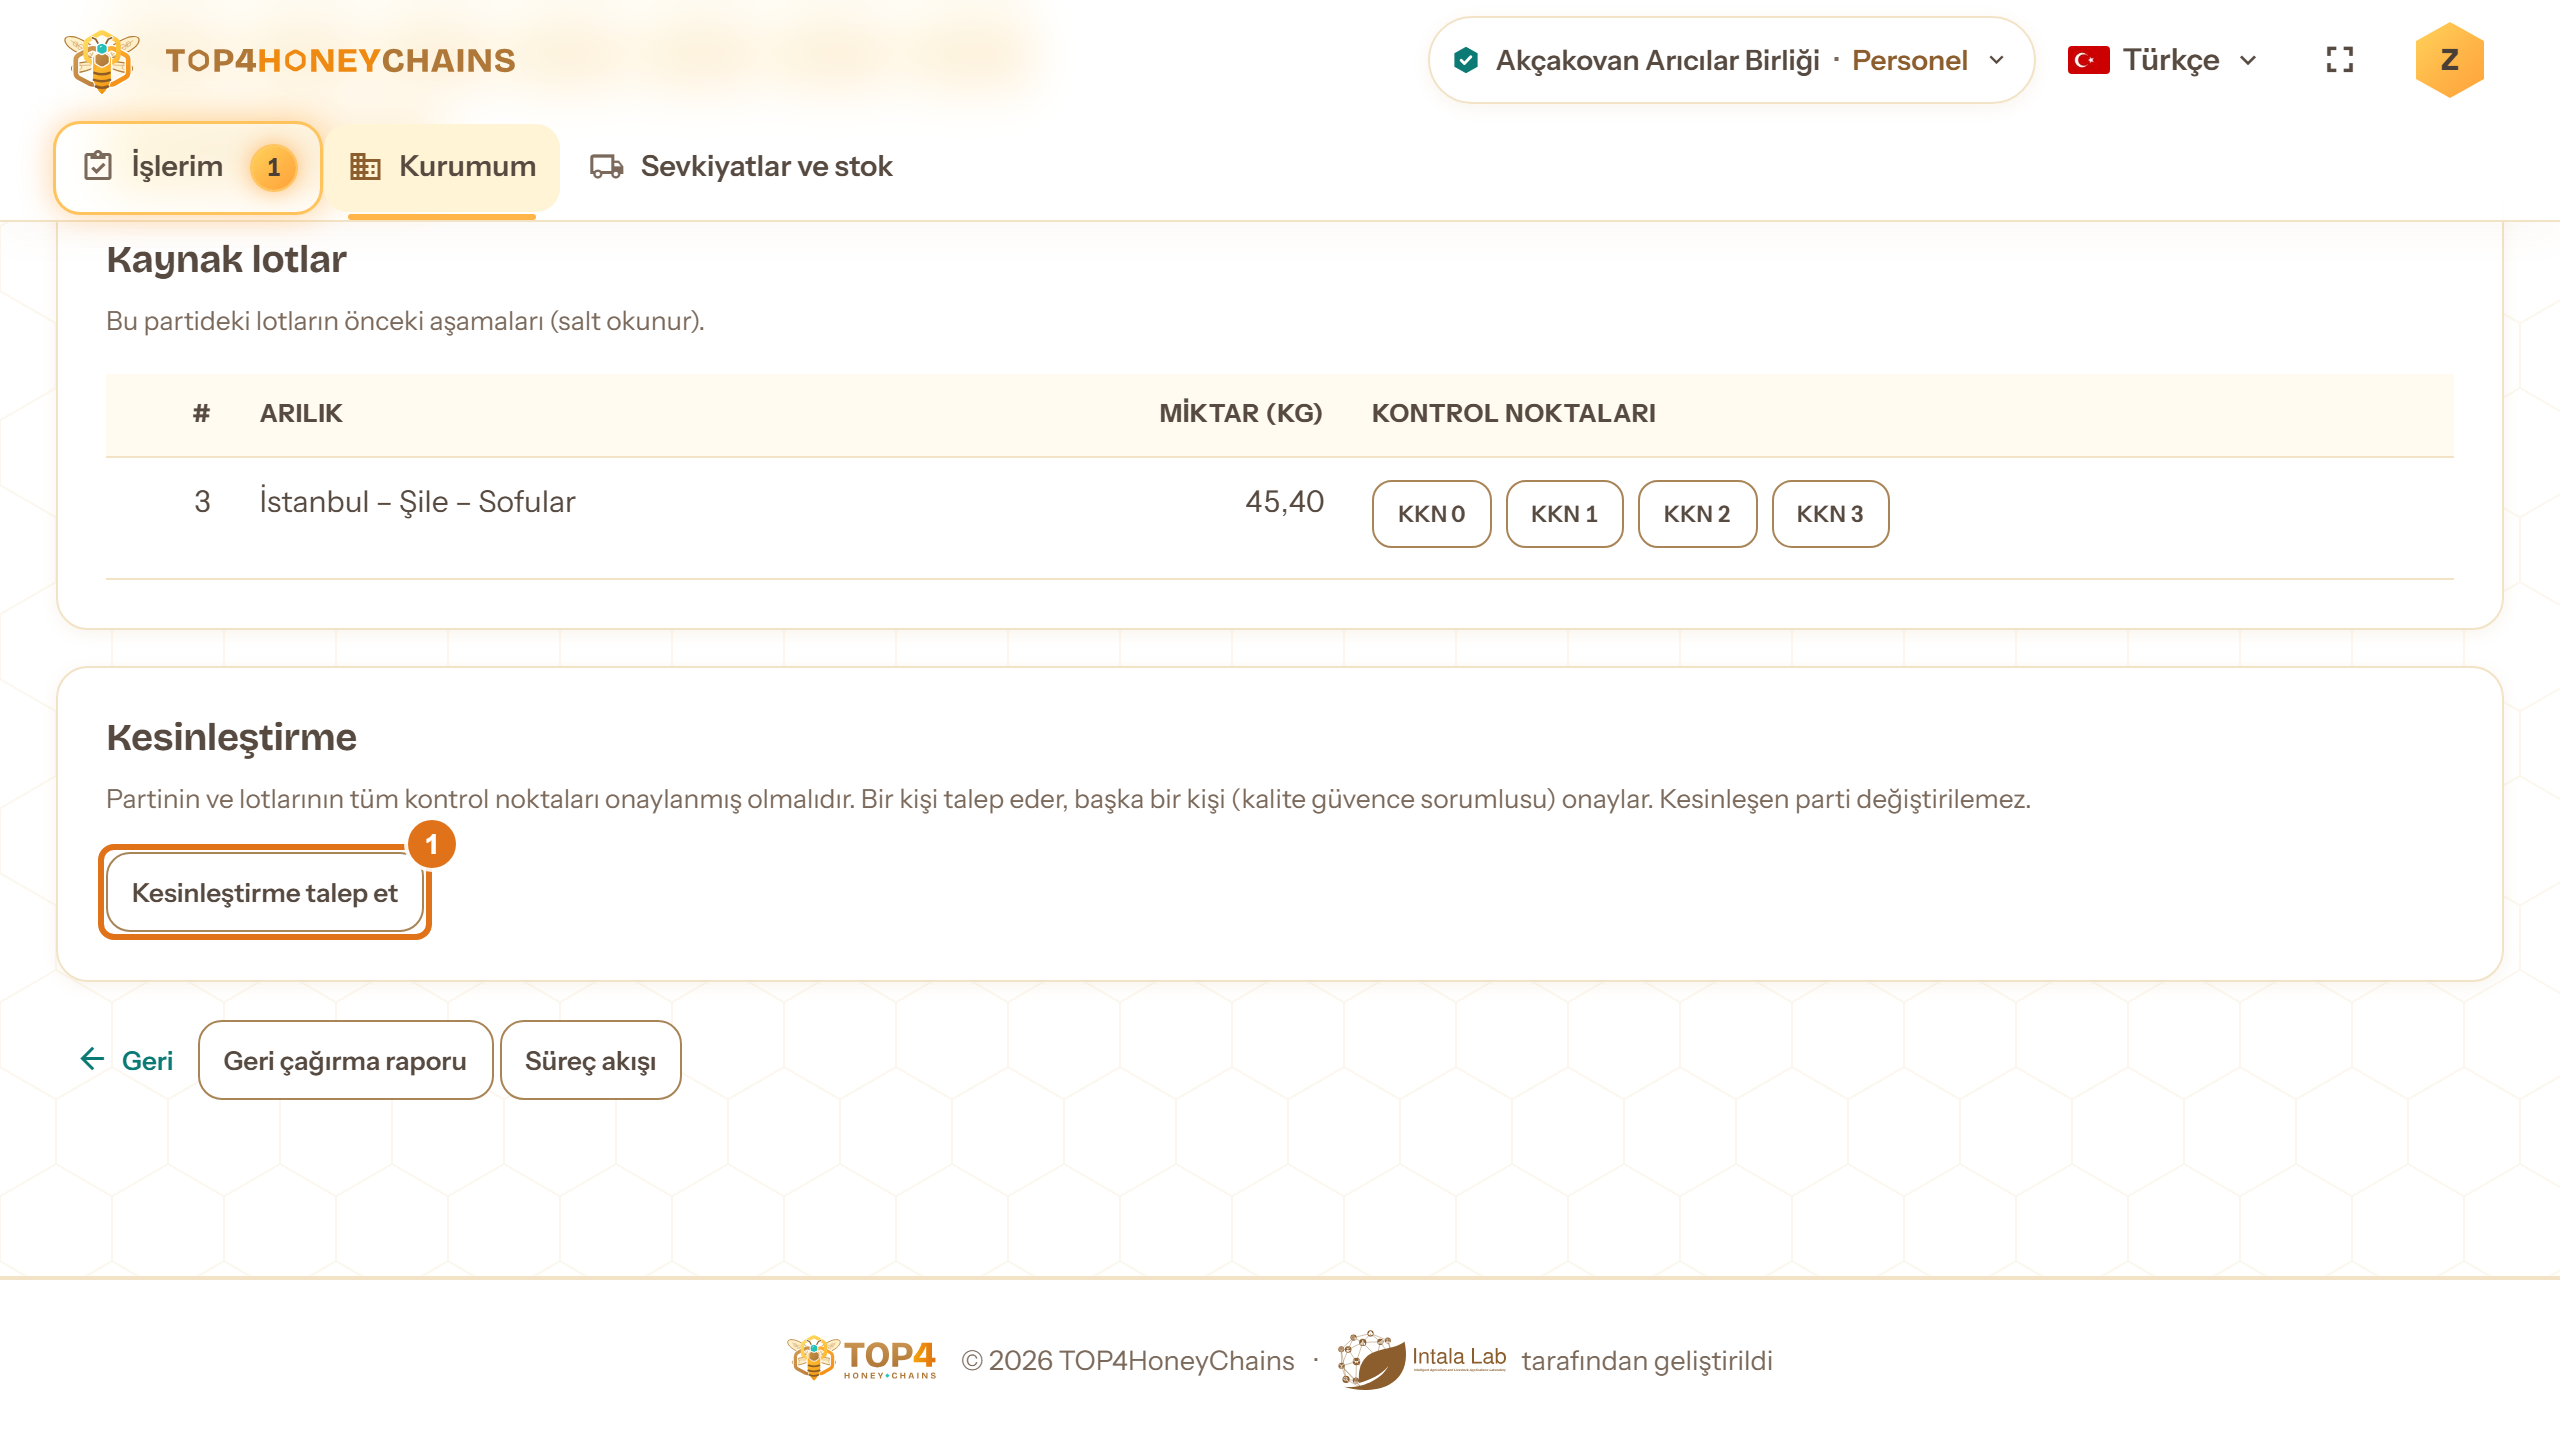 TOP4HONEYCHAINS
Akçakovan Arıcılar Birliği · Personel
Türkçe
Z
İşlerim 1
Kurumum
Sevkiyatlar ve stok
Kaynak lotlar
Bu partideki lotların önceki aşamaları (salt okunur).
# ARILIK MİKTAR (KG) KONTROL NOKTALARI
3 İstanbul – Şile – Sofular 45,40 KKN 0 KKN 1 KKN 2 KKN 3
Kesinleştirme
Partinin ve lotlarının tüm kontrol noktaları onaylanmış olmalıdır. Bir kişi talep eder, başka bir kişi (kalite güvence sorumlusu) onaylar. Kesinleşen parti değiştirilemez.
1
Kesinleştirme talep et
Geri
Geri çağırma raporu
Süreç akışı
TOP4
HONEY CHAINS
© 2026 TOP4HoneyChains ·
Intala Lab
tarafından geliştirildi